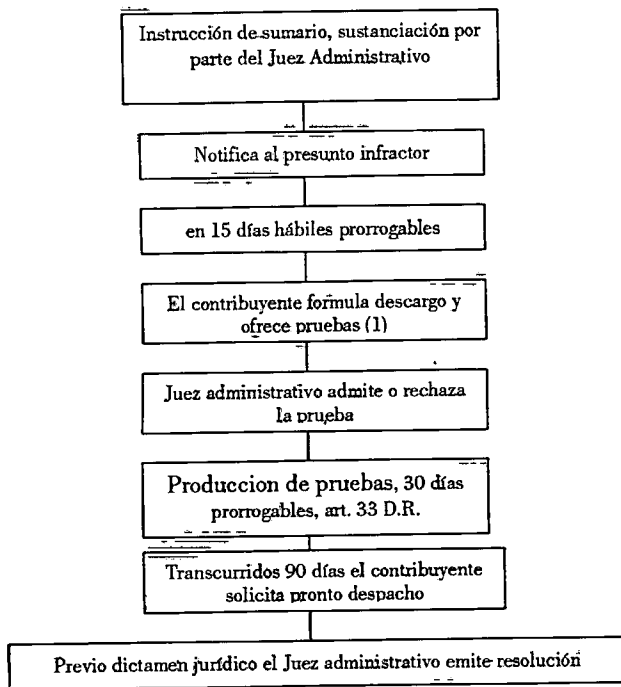 Instrucción de sumario, sustanciación por
parte del Juez Administrativo
Notifica al presunto infractor
en 15 días hábiles prorrogables
El contribuyente formula descargo y
ofrece pruebas (1)
Juez administrativo admite o rechaza
la prueba
Produccion de pruebas, 30 días
prorrogables, art. 33 D.R.
Transcurridos 90 días el contribuyente
solicita pronto despacho
Previo dictamen jurídico el Juez administrativo emite resolución